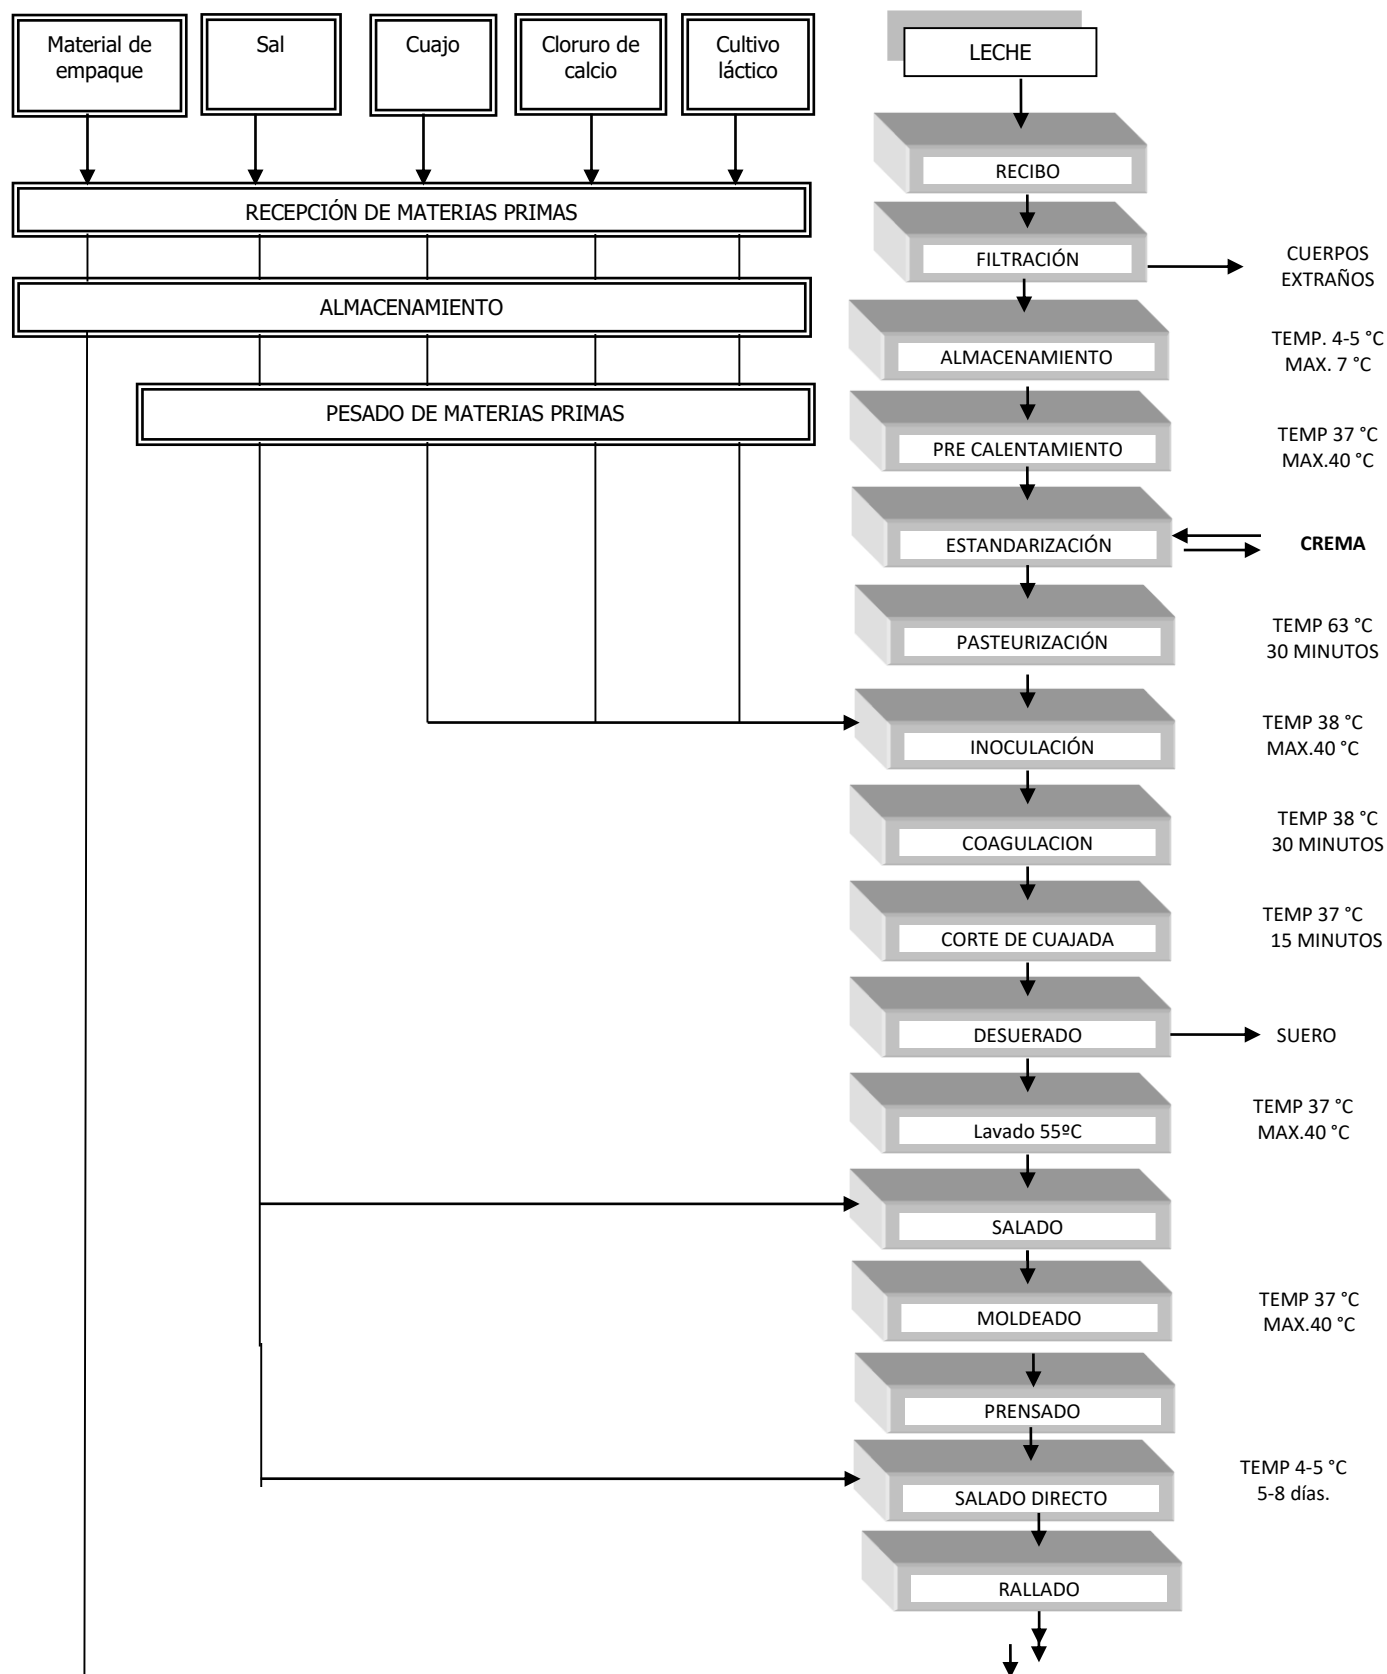 Material de
empaque
Sal
Cuajo
Cloruro de
calcio
Cultivo
láctico
LECHE
RECIBO
RECEPCIÓN DE MATERIAS PRIMAS
FILTRACIÓN
CUERPOS
EXTRAÑOS
ALMACENAMIENTO
ALMACENAMIENTO
TEMP. 4-5 °C
MAX. 7 °C
PESADO DE MATERIAS PRIMAS
PRE CALENTAMIENTO
TEMP 37 °C
MAX.40 °C
ESTANDARIZACIÓN
CREMA
PASTEURIZACIÓN
TEMP 63 °C
30 MINUTOS
INOCULACIÓN
TEMP 38 °C
MAX.40 °C
COAGULACION
TEMP 38 °C
30 MINUTOS
CORTE DE CUAJADA
TEMP 37 °C
15 MINUTOS
DESUERADO
SUERO
Lavado 55ºC
TEMP 37 °C
MAX.40 °C
SALADO
MOLDEADO
TEMP 37 °C
MAX.40 °C
PRENSADO
SALADO DIRECTO
TEMP 4-5 °C
5-8 días.
RALLADO